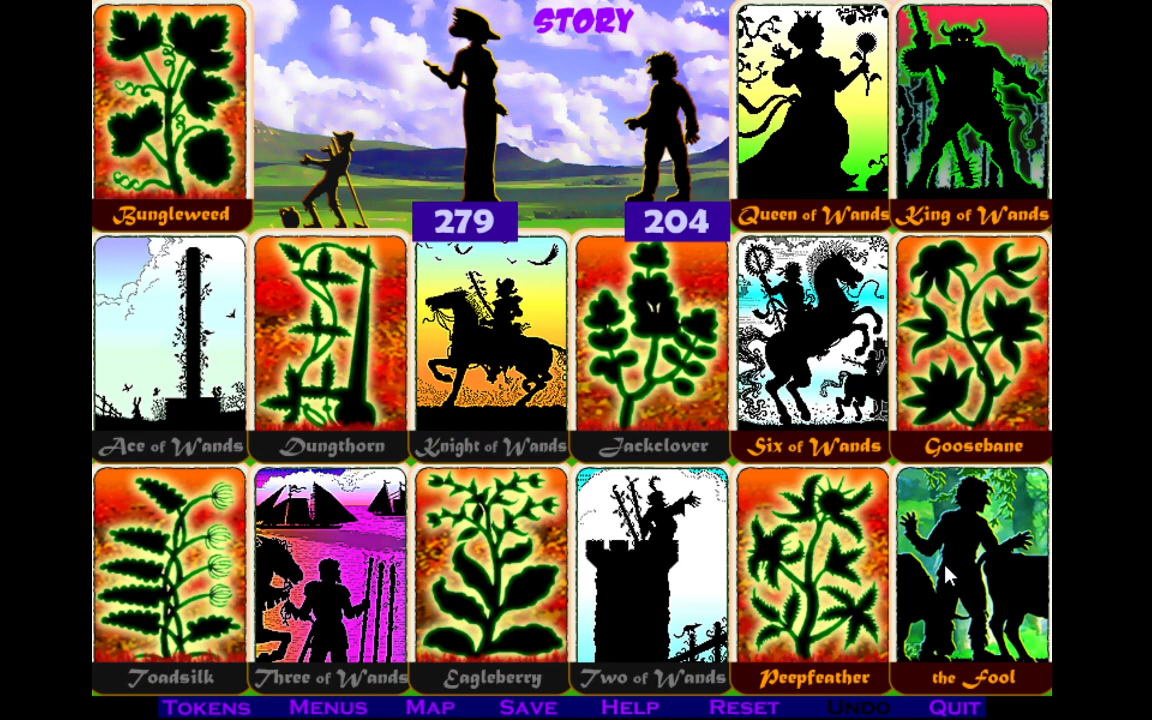 STORY
Bungleweed
279
204
Queen of Wands
King of Wands
Ace of Wands
Dungthorn
Knight of Wands
Jackclover
Six of Wands
Goosebane
Toadsilk
Three of Wands
Eagleberry
Two of Wands
Peepfeather
the Fool
TOKENS MENUS MAP SAVE HELP RESET UNDO QUIT